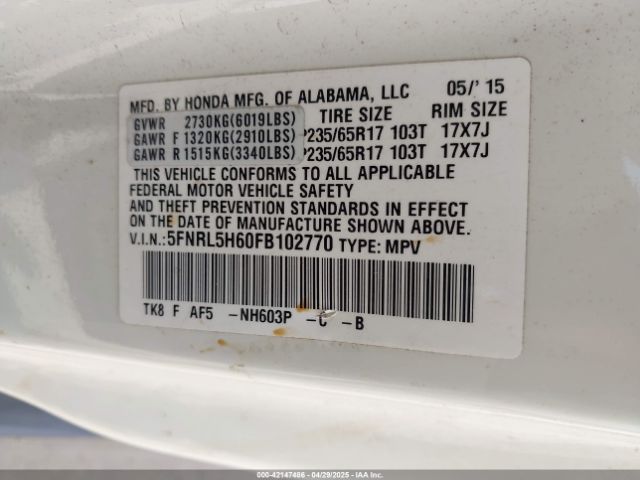 MFD. BY HONDA MFG. OF ALABAMA, LLC 05/'15
GVWR 2730KG(6019LBS) TIRE SIZE RIM SIZE
GAWR F 1320KG(2910LBS) P235/65R17 103T 17X7J
GAWR R 1515KG(3340LBS) P235/65R17 103T 17X7J
THIS VEHICLE CONFORMS TO ALL APPLICABLE
FEDERAL MOTOR VEHICLE SAFETY
AND THEFT PREVENTION STANDARDS IN EFFECT
ON THE DATE OF MANUFACTURE SHOWN ABOVE.
V.I.N.:5FNRL5H60FB102770 TYPE: MPV
TK8 F AF5 -NH603P -C -B
000-42147486 - 04/29/2025 - IAA Inc.